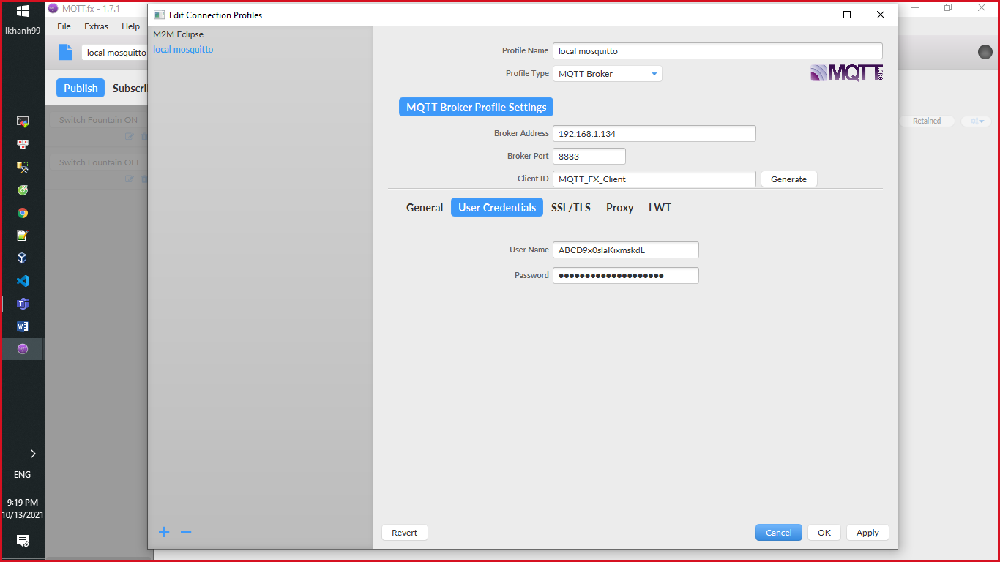 lkhanh99
MQTT.fx - 1.7.1
File Extras Help
local mosquitto
Publish
Switch Fountain ON
Switch Fountain OFF
Retained
Edit Connection Profiles
M2M Eclipse
local mosquitto
Profile Name local mosquitto
Profile Type MQTT Broker
MQTT.ORG
MQTT Broker Profile Settings
Broker Address 192.168.1.134
Broker Port 8883
Client ID MQTT_FX_Client Generate
General User Credentials SSL/TLS Proxy LWT
User Name ABCD9x0slaKixmskdL
Password ●●●●●●●●●●●●●●●●●●●●
Revert Cancel OK Apply
ENG
9:19 PM
10/13/2021